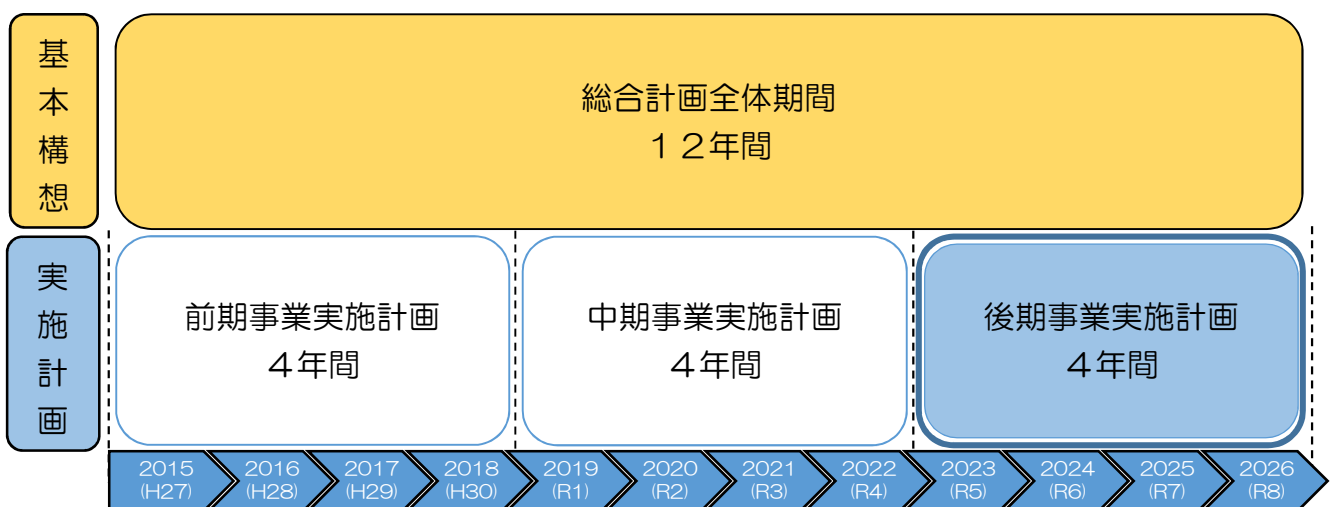 基本構想
総合計画全体期間
１２年間
実施計画
前期事業実施計画
４年間
中期事業実施計画
４年間
後期事業実施計画
４年間
2015
(H27)
2016
(H28)
2017
(H29)
2018
(H30)
2019
(R1)
2020
(R2)
2021
(R3)
2022
(R4)
2023
(R5)
2024
(R6)
2025
(R7)
2026
(R8)